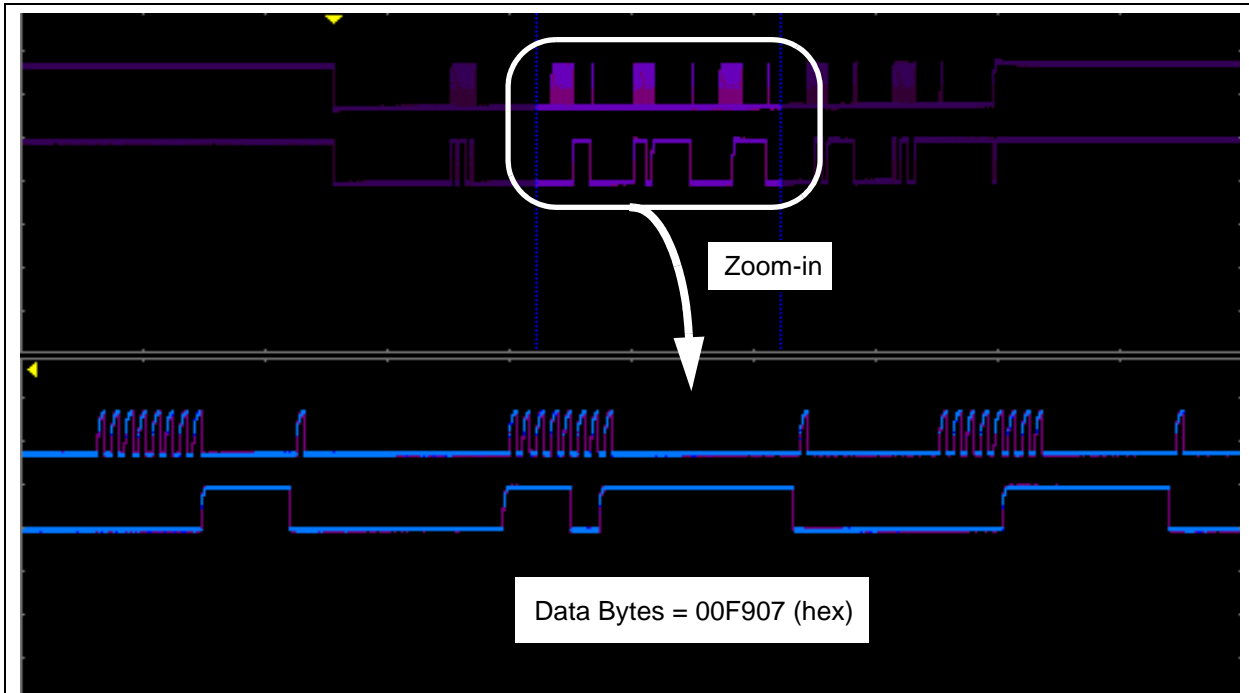 Zoom-in
Data Bytes = 00F907 (hex)